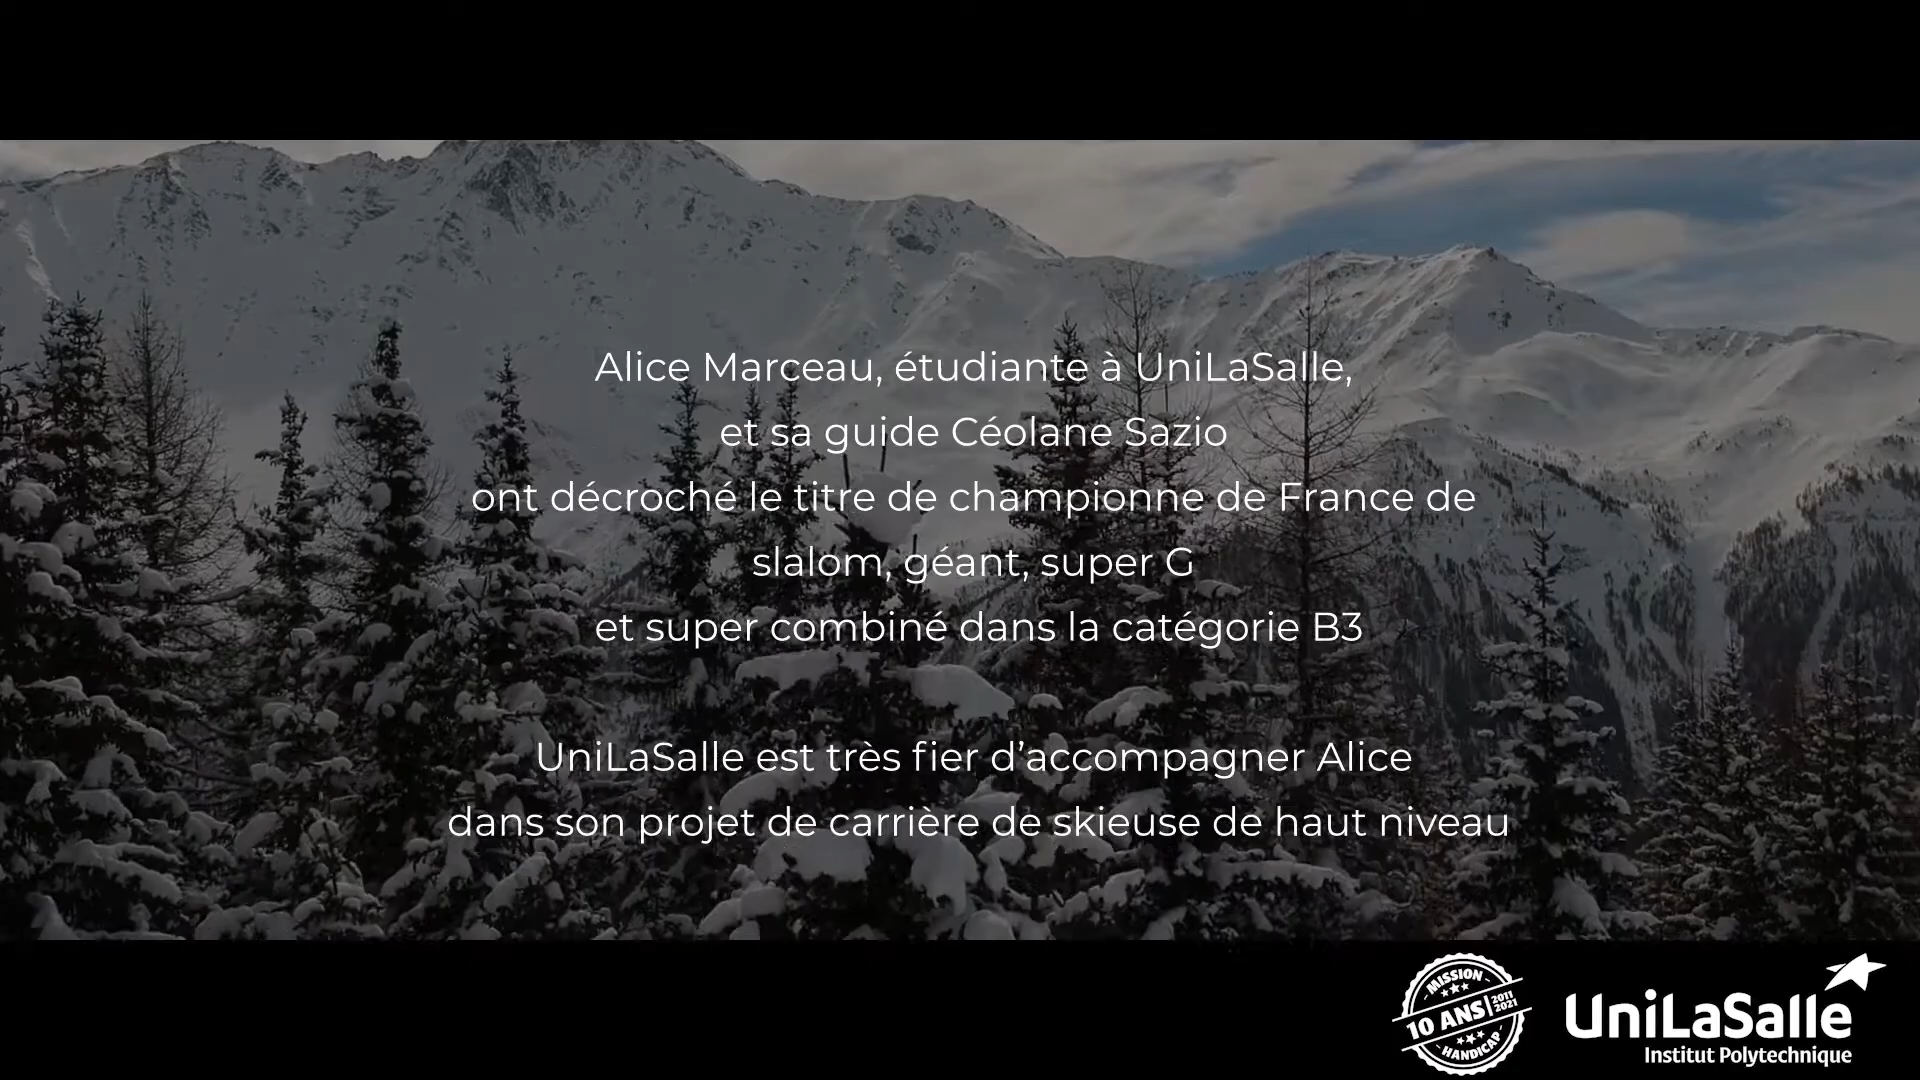 Alice Marceau, étudiante à UniLaSalle,
et sa guide Céolane Sazio
ont décroché le titre de championne de France de
slalom, géant, super G
et super combiné dans la catégorie B3
UniLaSalle est très fier d’accompagner Alice
dans son projet de carrière de skieuse de haut niveau
MISSION
10 ANS
2011
2021
HANDICAP
UniLaSalle
Institut Polytechnique